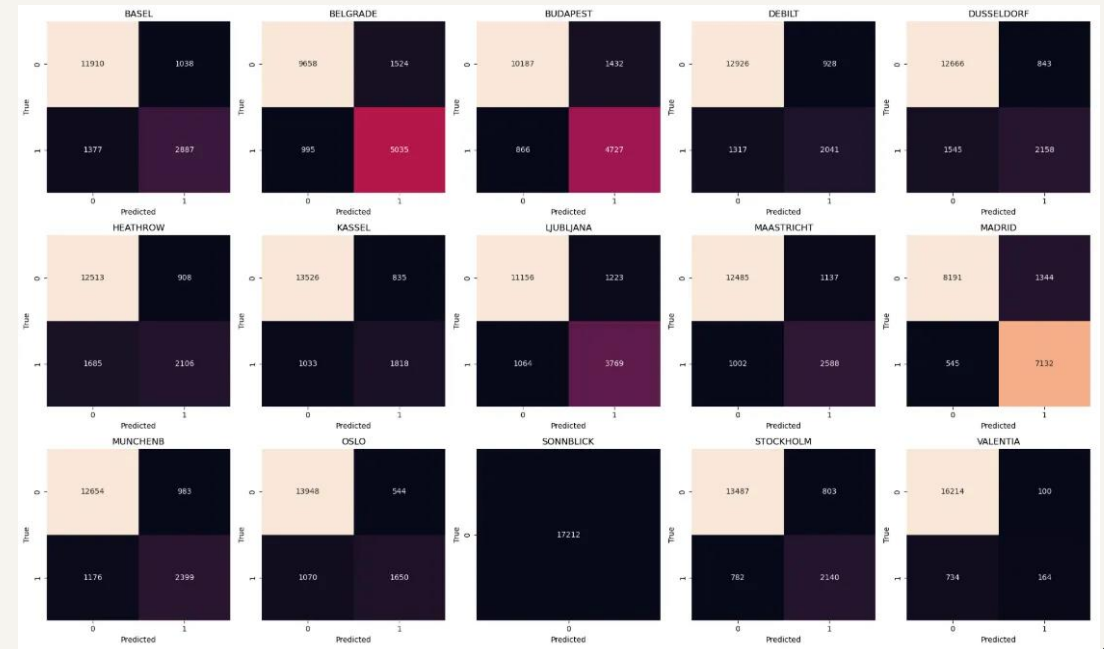 BASEL
BELGRADE
BUDAPEST
DEBILT
DUSSELDORF
0 11910 1038
0 9658 1524
0 10187 1432
0 12926 928
0 12666 843
True
True
True
True
True
1 1377 2887
1 995 5035
1 866 4727
1 1317 2041
1 1545 2158
0 1
0 1
0 1
0 1
0 1
Predicted
Predicted
Predicted
Predicted
Predicted
HEATHROW
KASSEL
LJUBLJANA
MAASTRICHT
MADRID
0 12513 908
0 13526 835
0 11156 1223
0 12485 1137
0 8191 1344
True
True
True
True
True
1 1685 2106
1 1033 1818
1 1064 3769
1 1002 2588
1 545 7132
0 1
0 1
0 1
0 1
0 1
Predicted
Predicted
Predicted
Predicted
Predicted
MUNCHENB
OSLO
SONNBLICK
STOCKHOLM
VALENTIA
0 12654 983
0 13948 544
0 17212
0 13487 803
0 16214 100
True
True
True
True
True
1 1176 2399
1 1070 1650
1 782 2140
1 734 164
0 1
0 1
0
0 1
0 1
Predicted
Predicted
Predicted
Predicted
Predicted